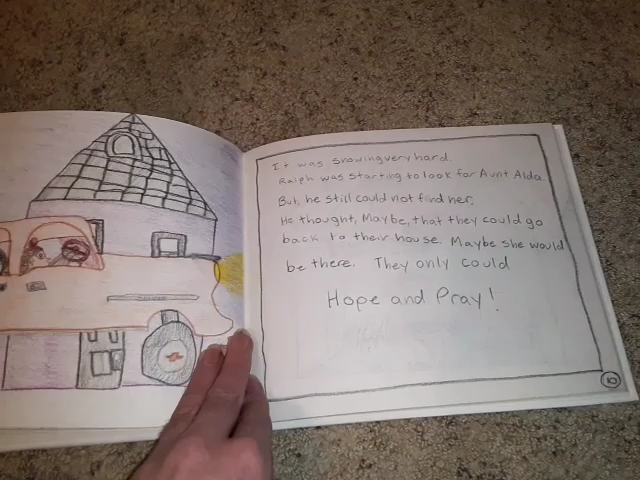 It was snowing very hard.
Ralph was starting to look for Aunt Alda.
But, he still could not find her.
He thought, Maybe, that they could go
back to their house. Maybe she would
be there. They only could
Hope and Pray!
10